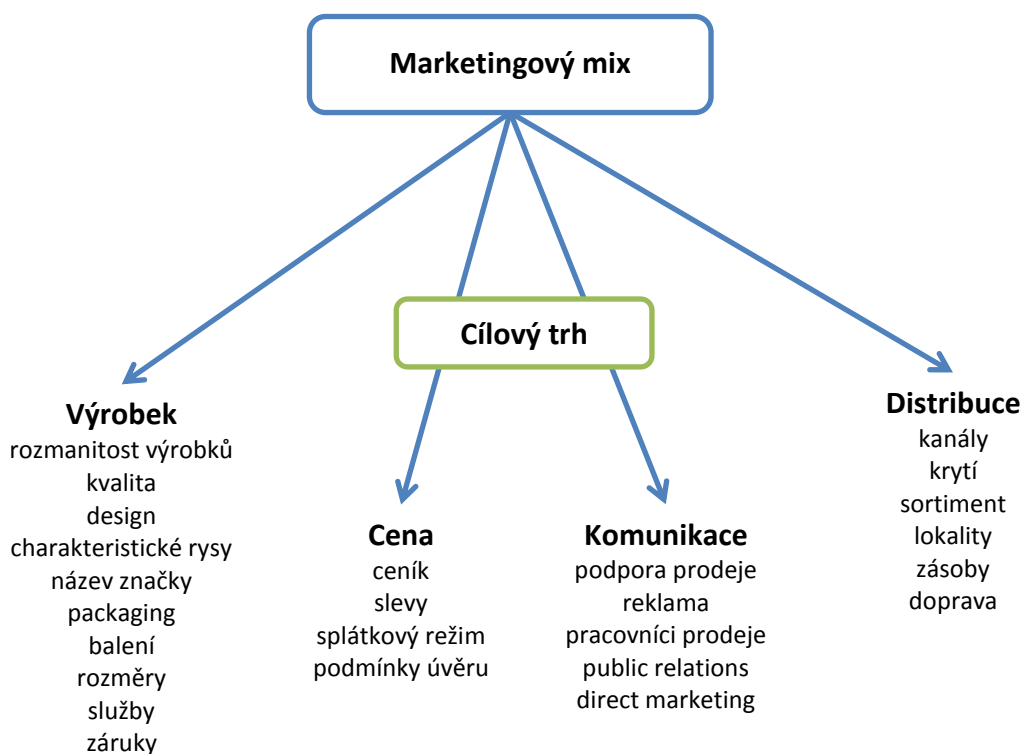 Marketingový mix
Cílový trh
Výrobek
rozmanitost výrobků
kvalita
design
charakteristické rysy
název značky
packaging
balení
rozměry
služby
záruky
Cena
ceník
slevy
splátkový režim
podmínky úvěru
Komunikace
podpora prodeje
reklama
pracovníci prodeje
public relations
direct marketing
Distribuce
kanály
krytí
sortiment
lokality
zásoby
doprava